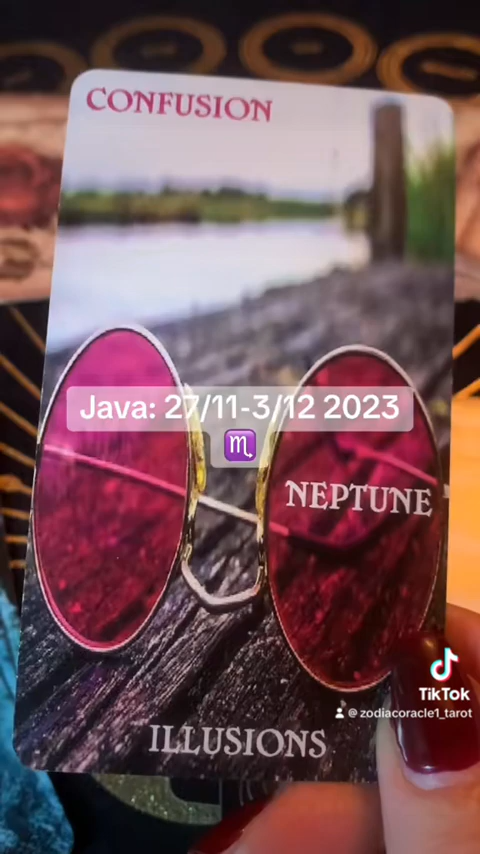 CONFUSION
Java: 27/11-3/12 2023
♏
NEPTUNE
TikTok
@zodiacoracle1_tarot
ILLUSIONS